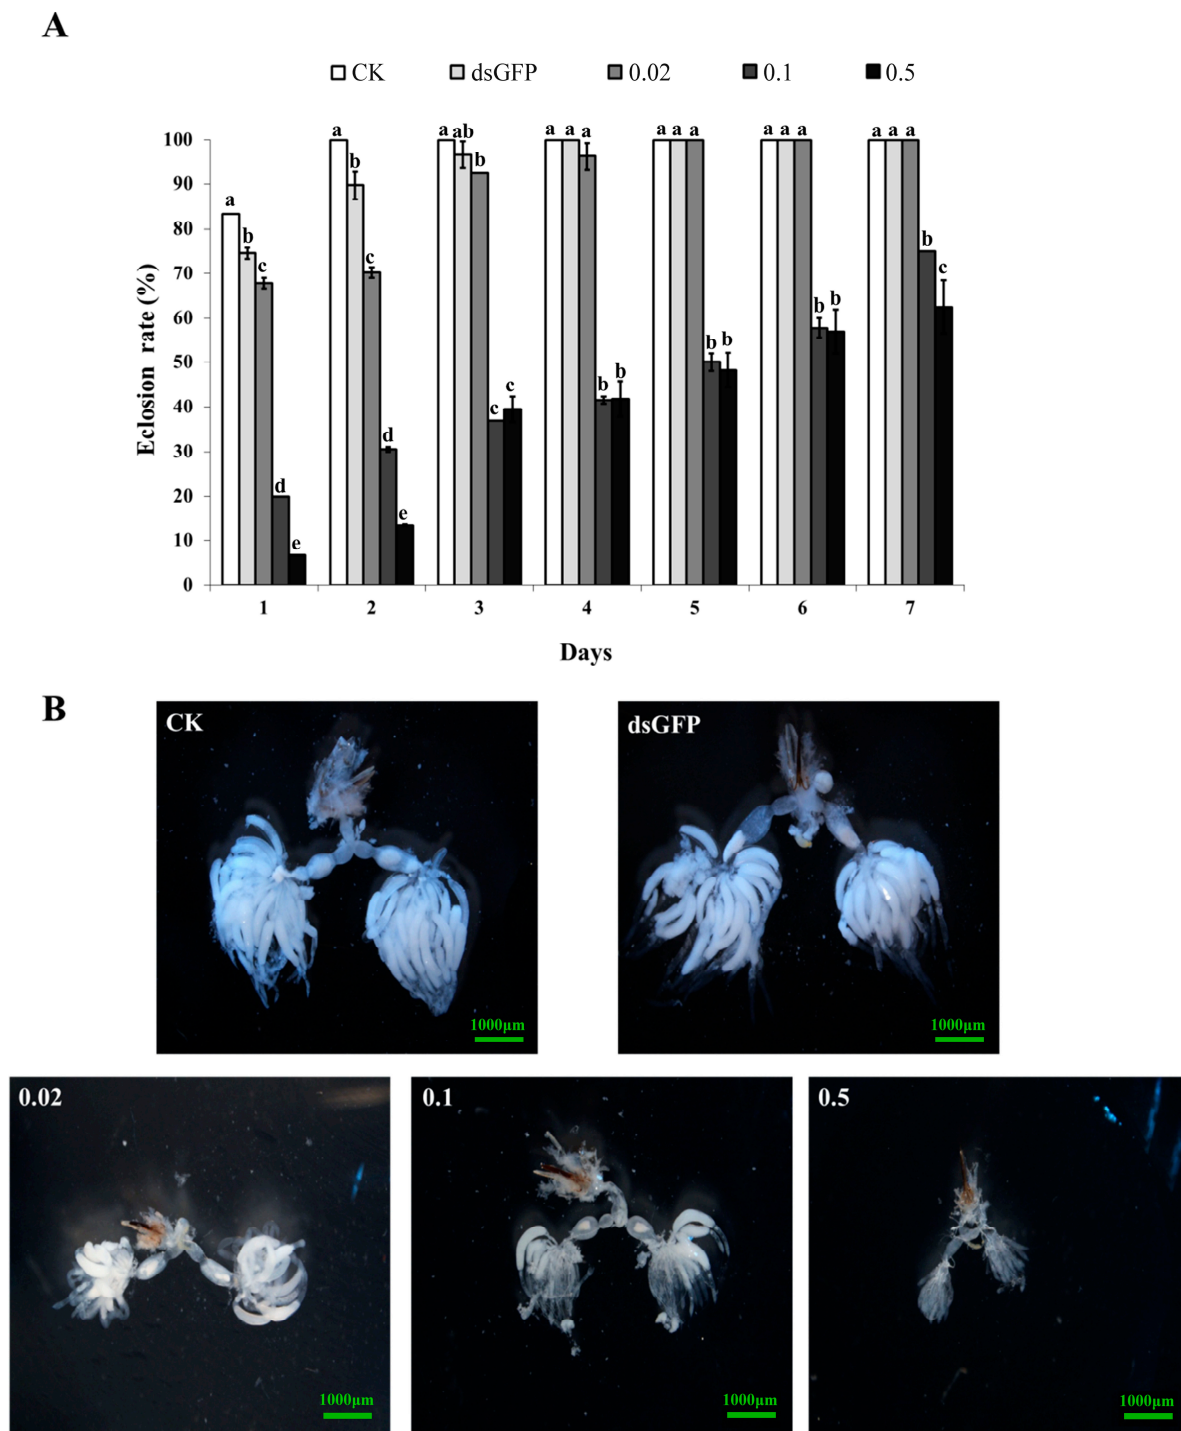 A
CK dsGFP 0.02 0.1 0.5
a a ab a a a a a a a a a a a a
100
90
80
70
60
50
40
30
20
10
0
Eclosion rate (%)
a b c d e
b c d e
b c c
b b
b b
b b
b c
1 2 3 4 5 6 7
Days
B
CK
1000μm
dsGFP
1000μm
0.02
1000μm
0.1
1000μm
0.5
1000μm